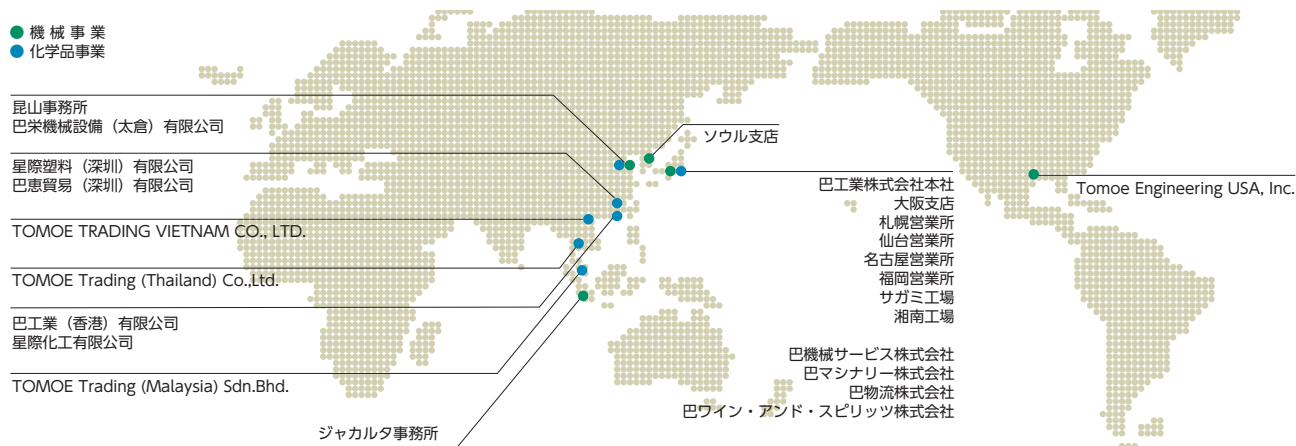 機械事業
化学品事業
昆山事務所
巴栄機械設備（太倉）有限公司
星際塑料（深圳）有限公司
巴恵貿易（深圳）有限公司
TOMOE TRADING VIETNAM CO., LTD.
TOMOE Trading (Thailand) Co.,Ltd.
巴工業（香港）有限公司
星際化工有限公司
TOMOE Trading (Malaysia) Sdn.Bhd.
ジャカルタ事務所
ソウル支店
巴工業株式会社本社
大阪支店
札幌営業所
仙台営業所
名古屋営業所
福岡営業所
サガミ工場
湘南工場
巴機械サービス株式会社
巴マシナリー株式会社
巴物流株式会社
巴ワイン・アンド・スピリッツ株式会社
Tomoe Engineering USA, Inc.